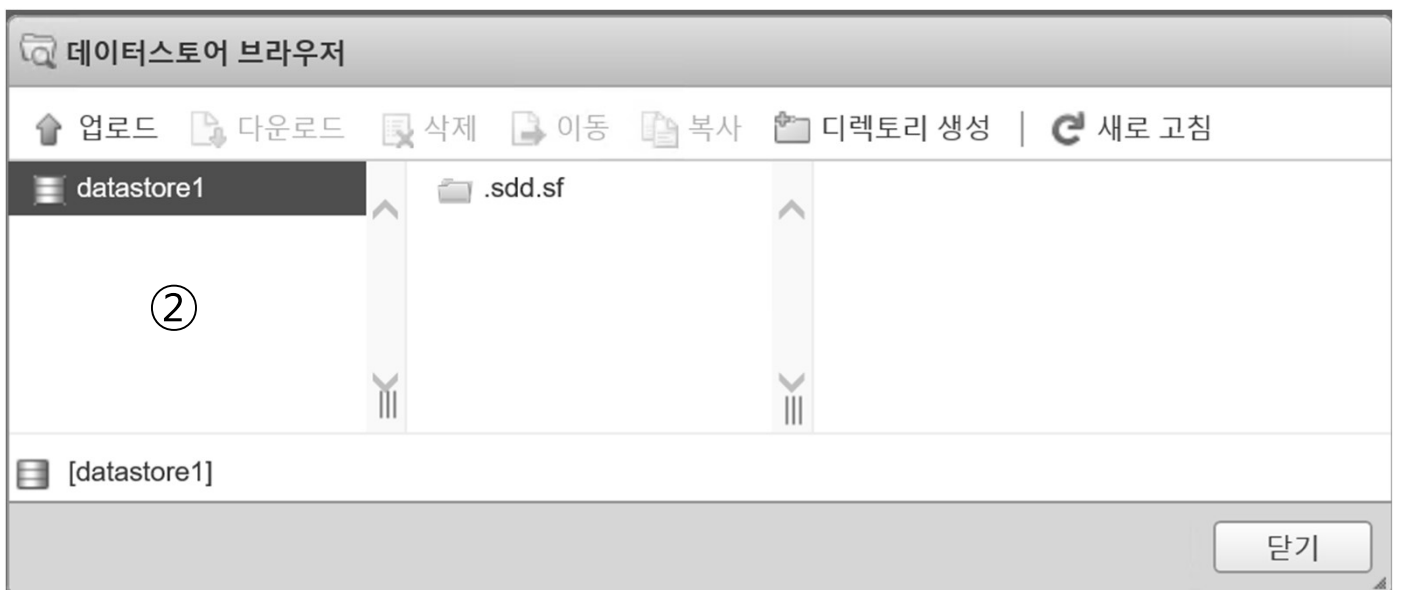 데이터스토어 브라우저
업로드 다운로드 삭제 이동 복사 디렉토리 생성 | 새로 고침
datastore1 .sdd.sf
②
[datastore1]
닫기